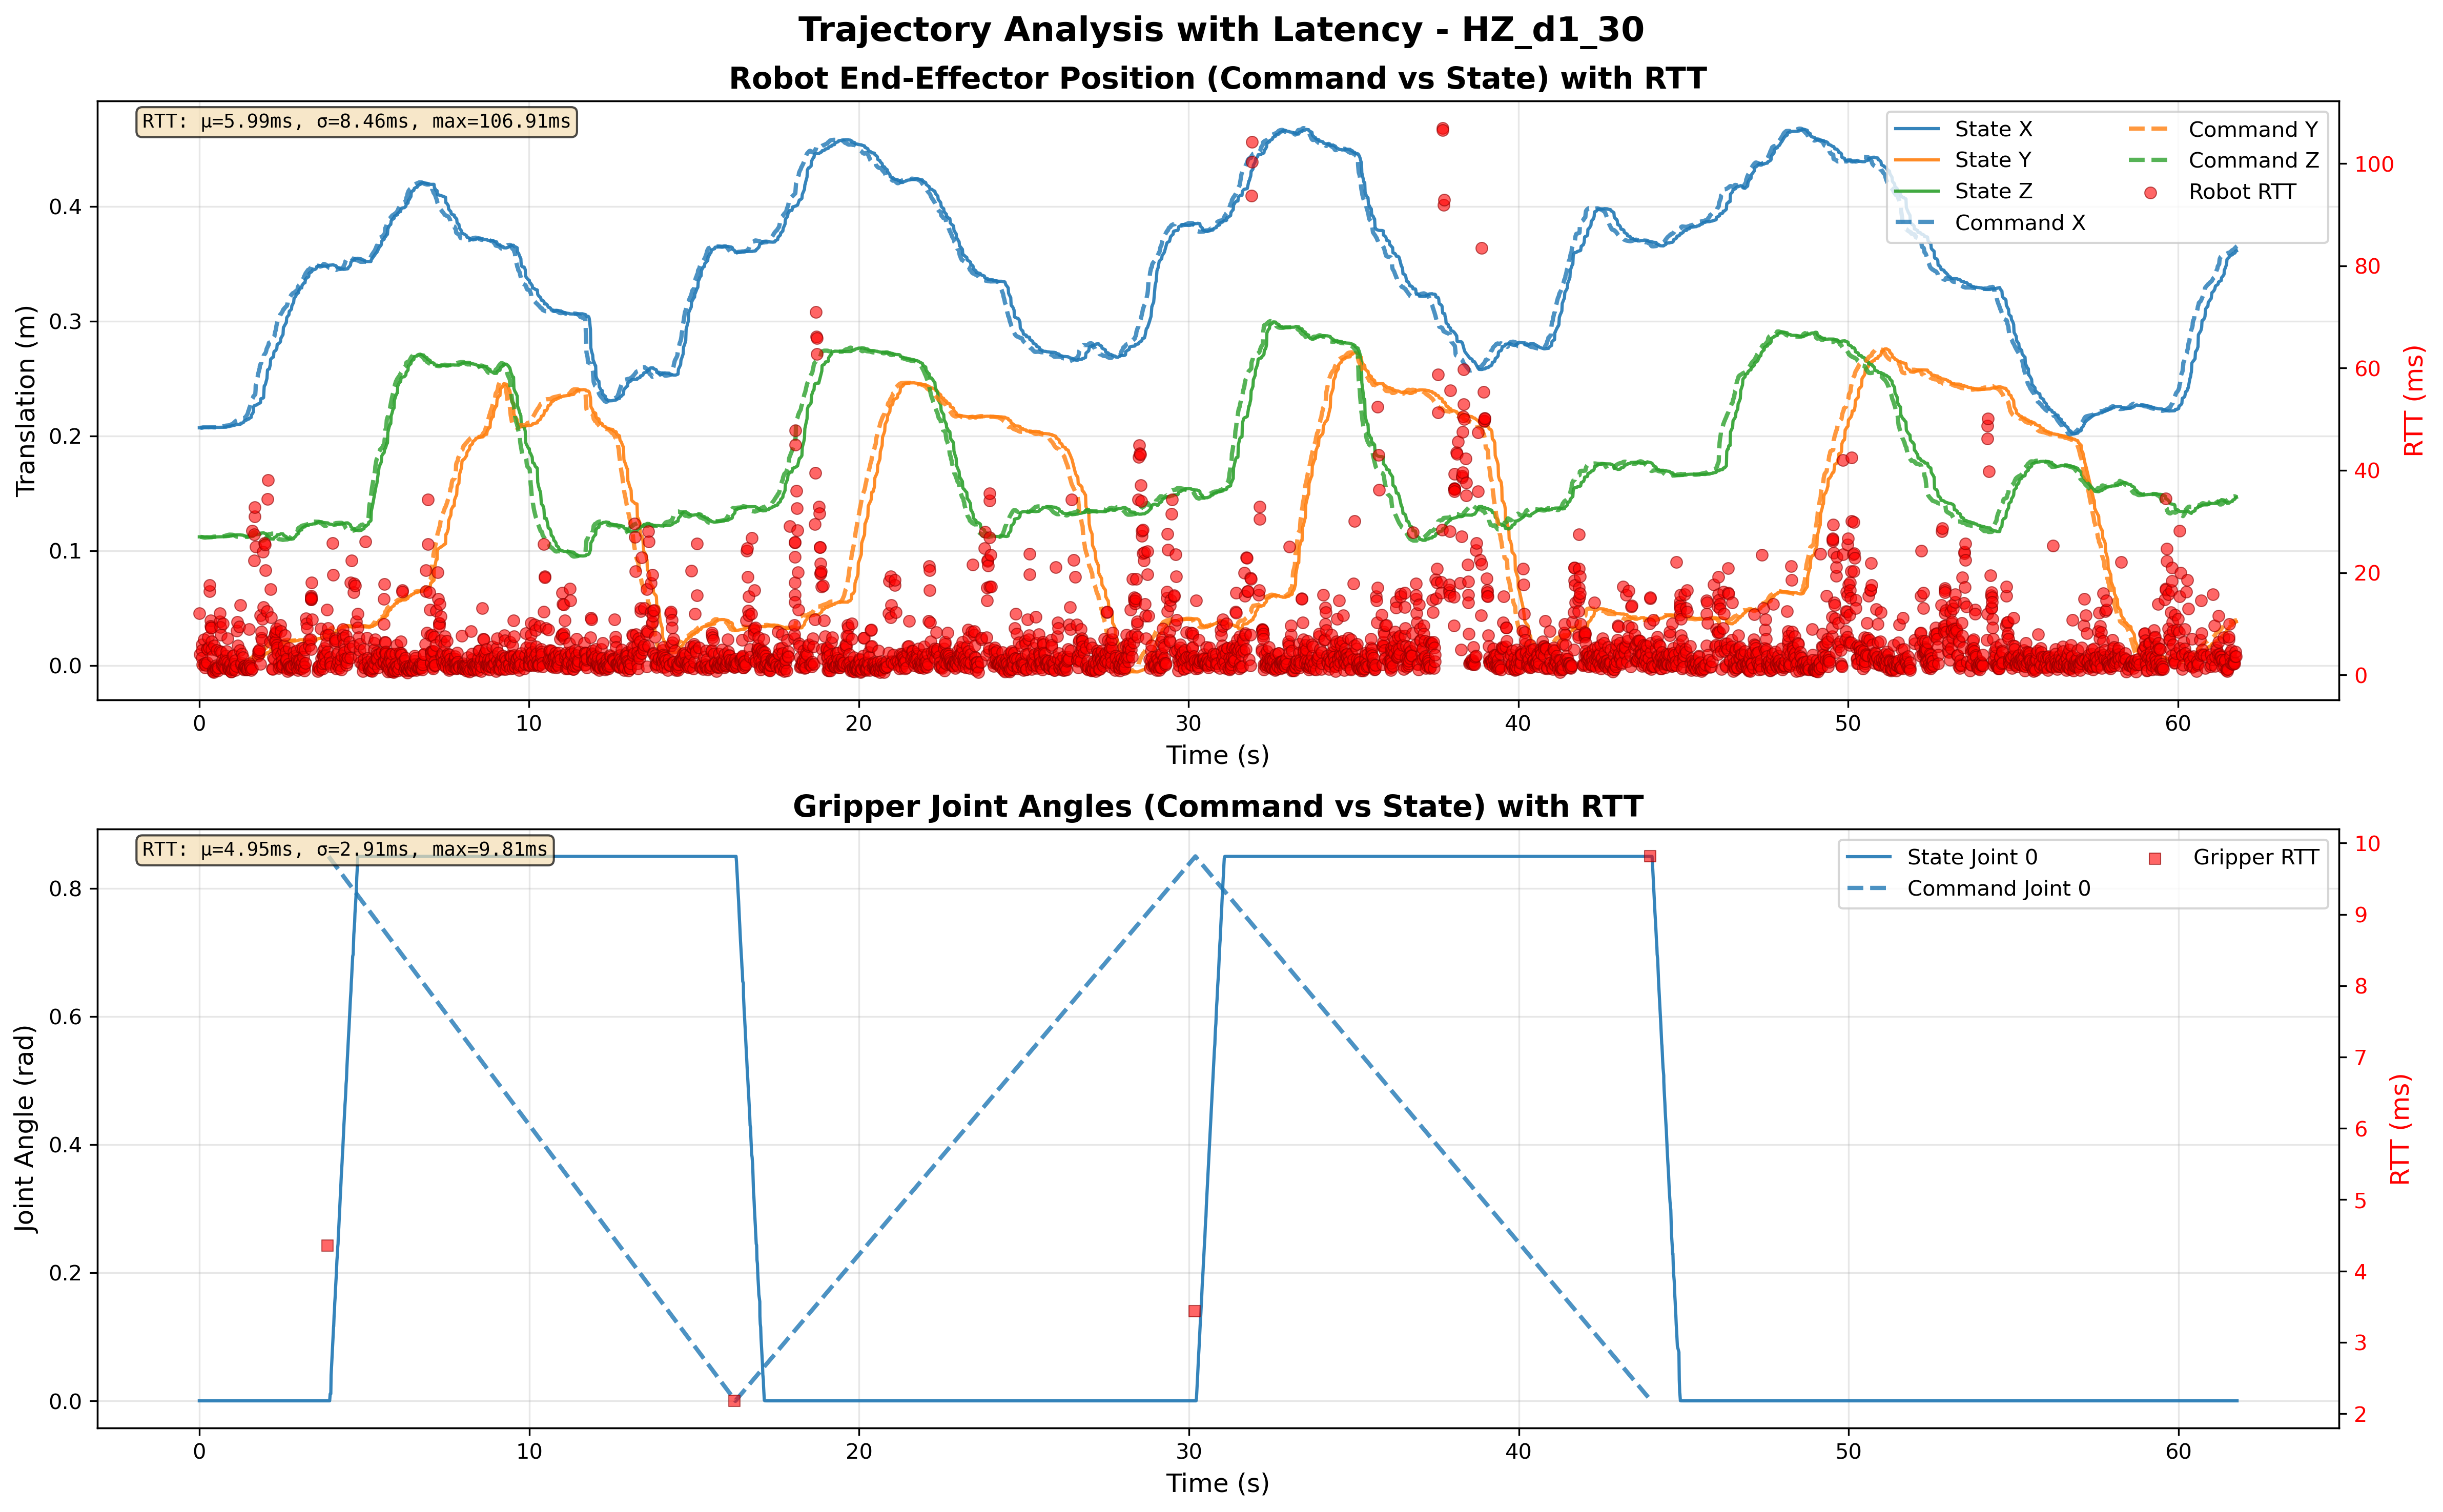 Trajectory Analysis with Latency - HZ_d1_30
Robot End-Effector Position (Command vs State) with RTT
RTT: μ=5.99ms, σ=8.46ms, max=106.91ms
State X
State Y
State Z
Command X
Command Y
Command Z
Robot RTT
Translation (m)
0.4
0.3
0.2
0.1
0.0
100
80
60
40
20
0
RTT (ms)
0 10 20 30 40 50 60
Time (s)
Gripper Joint Angles (Command vs State) with RTT
RTT: μ=4.95ms, σ=2.91ms, max=9.81ms
State Joint 0
Command Joint 0
Gripper RTT
Joint Angle (rad)
0.8
0.6
0.4
0.2
0.0
10
9
8
7
6
5
4
3
2
RTT (ms)
0 10 20 30 40 50 60
Time (s)